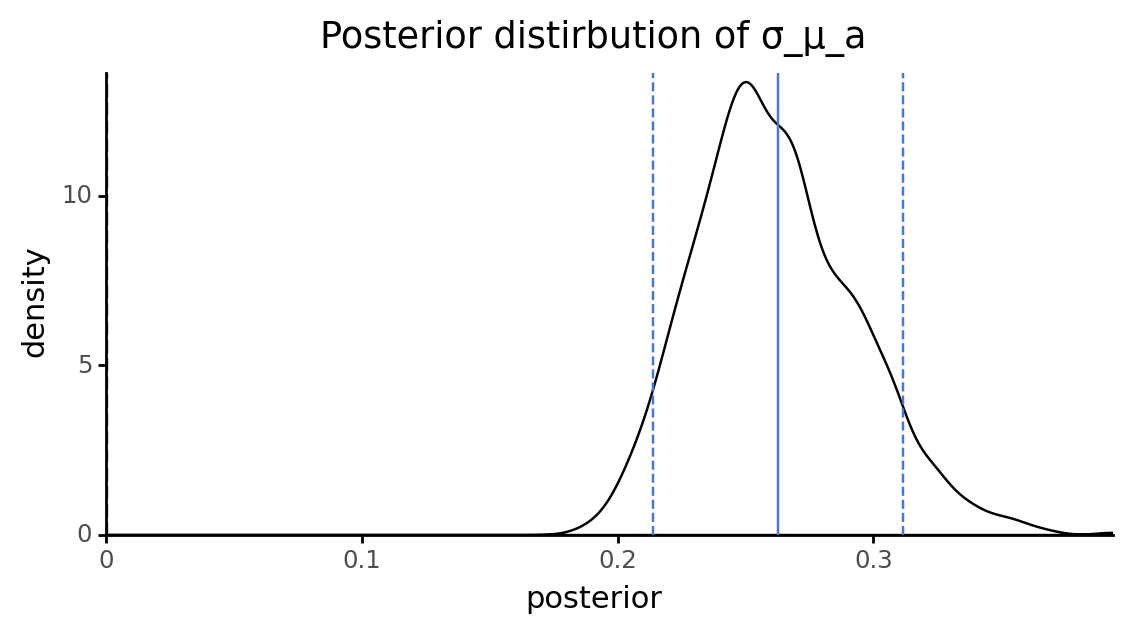 Posterior distirbution of σ_μ_a
density
10
5
0
0
0.1
0.2
0.3
posterior